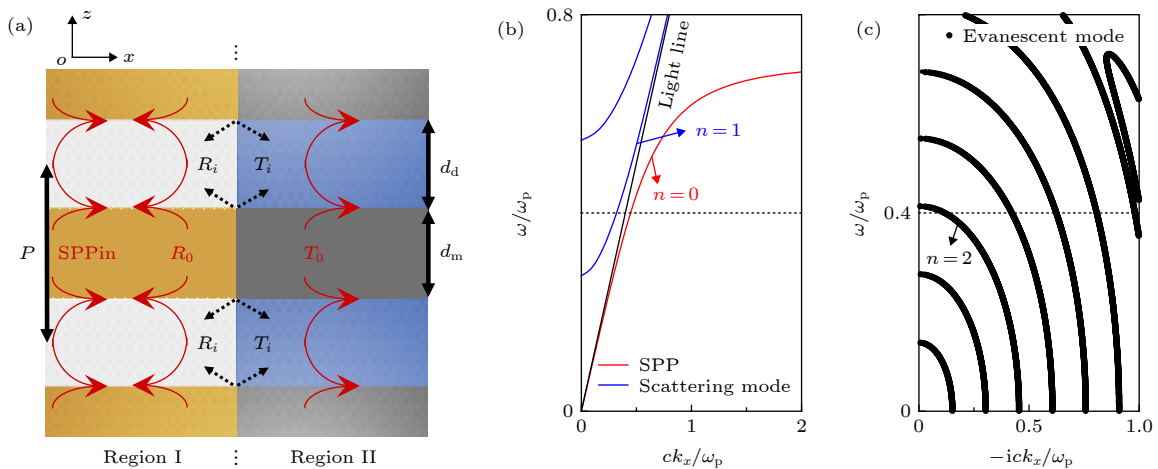 (a)
z
o
x
R_i
T_i
d_d
P
SPPin
R_0
T_0
d_m
R_i
T_i
Region I
Region II
(b)
0.8
ω/ω_p
0
Light line
n = 1
n = 0
SPP
Scattering mode
0
1
2
ck_x/ω_p
(c)
Evanescent mode
ω/ω_p
0.4
n = 2
0
0
0.5
1.0
−ick_x/ω_p